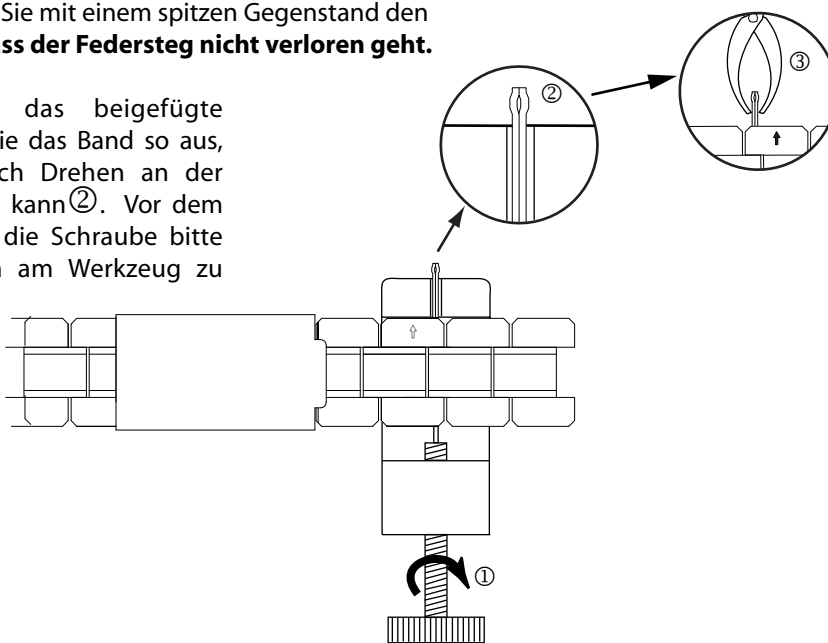 Sie mit einem spitzen Gegenstand den
ss der Federsteg nicht verloren geht.
das beigefügte
ie das Band so aus,
ch Drehen an der
kann②. Vor dem
die Schraube bitte
am Werkzeug zu
②
③
①